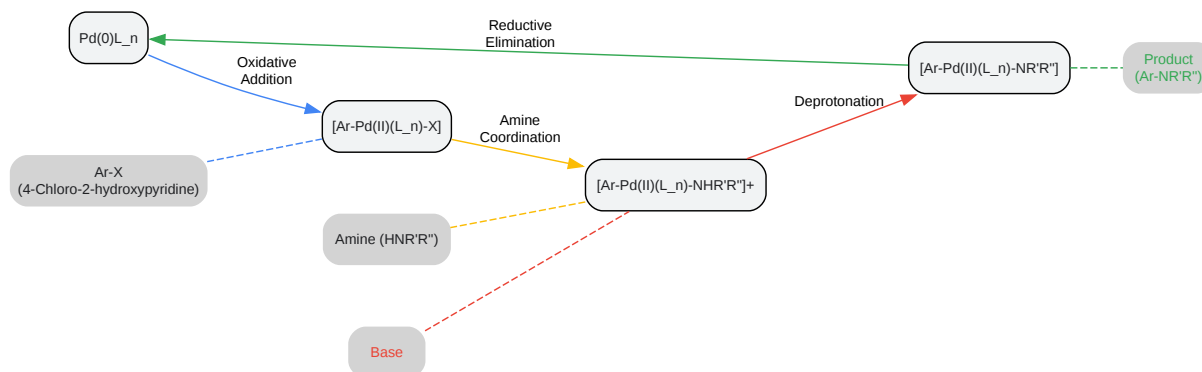 Pd(0)L_n
Reductive
Elimination
Oxidative
Addition
[Ar-Pd(II)(L_n)-NR'R"]
Product
(Ar-NR'R")
Deprotonation
[Ar-Pd(II)(L_n)-X]
Amine
Coordination
Ar-X
(4-Chloro-2-hydroxypyridine)
[Ar-Pd(II)(L_n)-NHR'R"]+
Amine (HNR'R")
Base